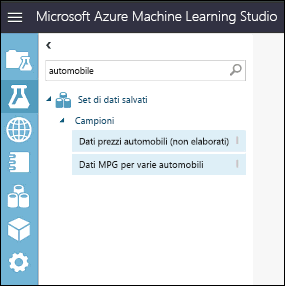 Microsoft Azure Machine Learning Studio
automobile
Set di dati salvati
Campioni
Dati prezzi automobili (non elaborati)
Dati MPG per varie automobili